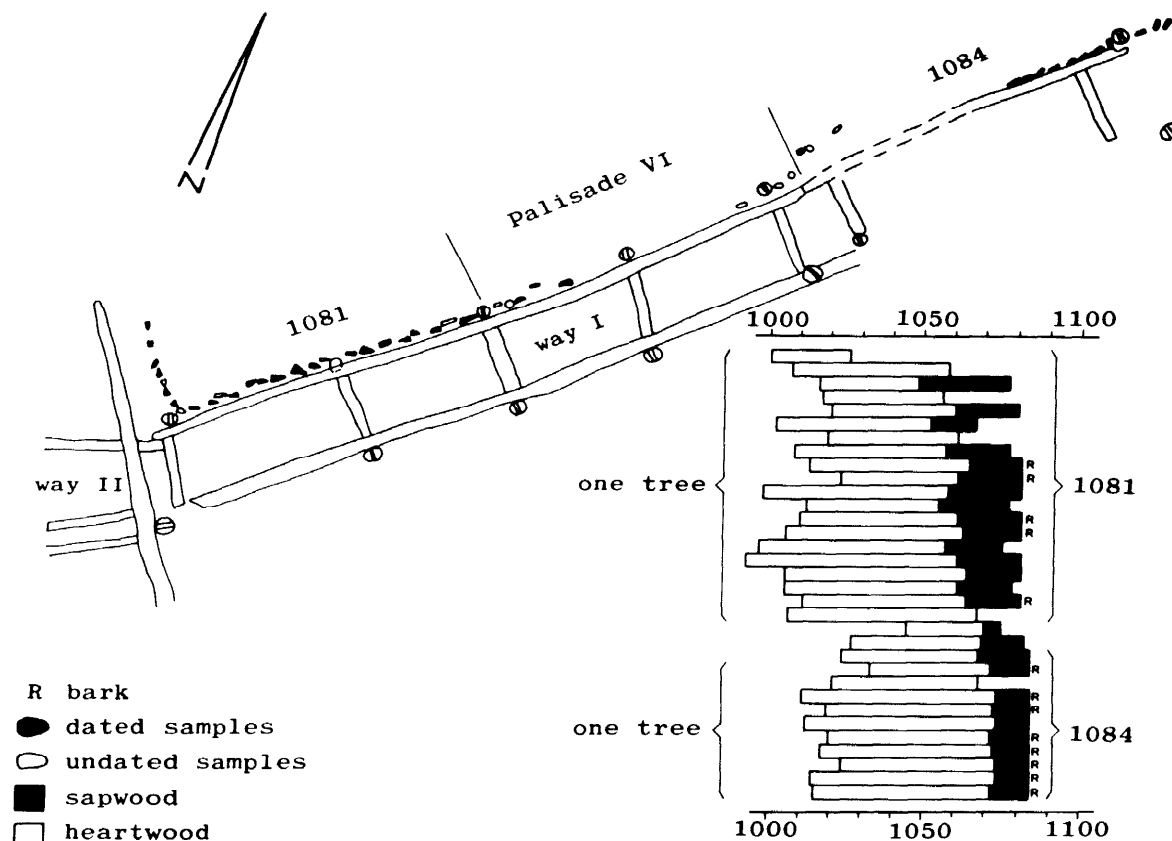 N
1084
Palisade VI
1081
way I
way II
1000 1050 1100
R
R
one tree
1081
R
R
R
R
one tree
R
R
1084
R
R
R
R
R
1000 1050 1100
R bark
dated samples
undated samples
sapwood
heartwood